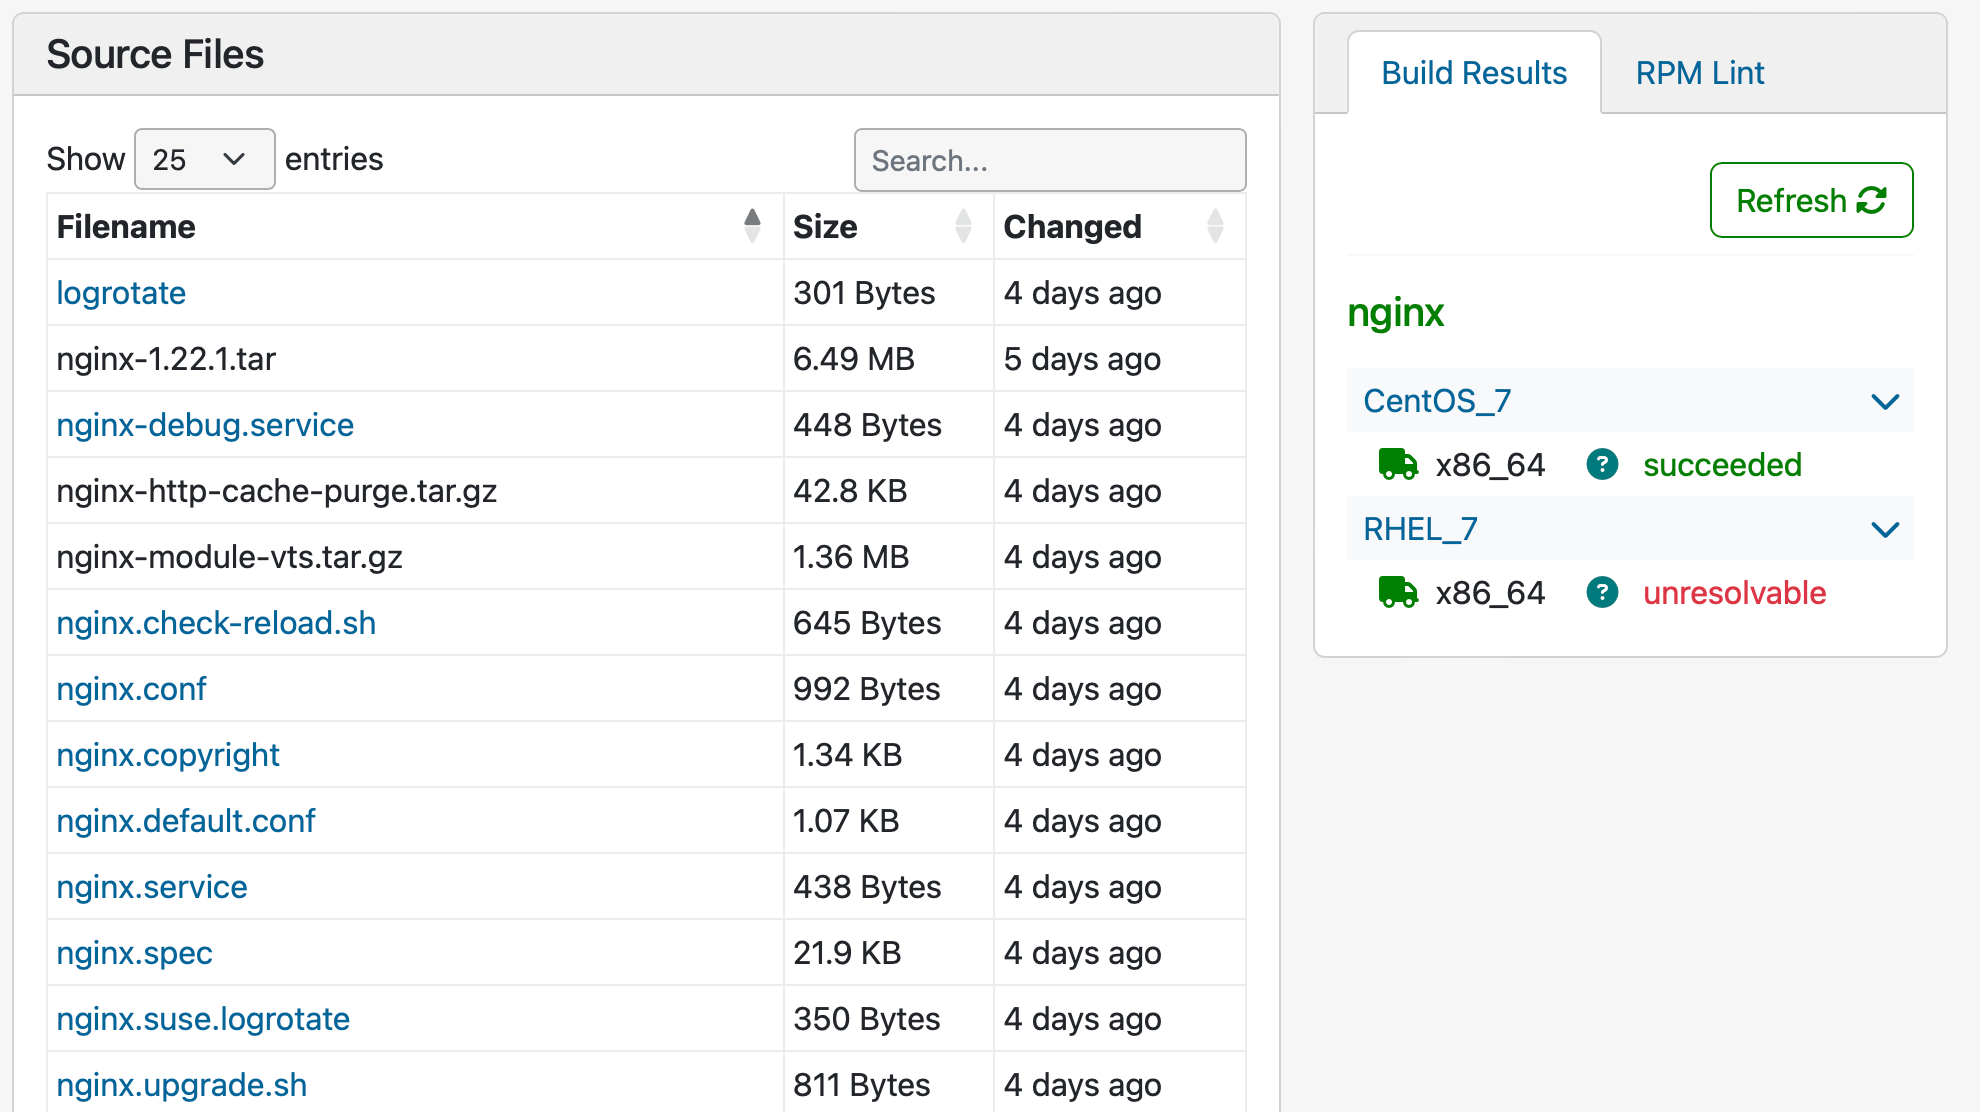 Source Files
Show 25 entries
Search...
Filename Size Changed
logrotate 301 Bytes 4 days ago
nginx-1.22.1.tar 6.49 MB 5 days ago
nginx-debug.service 448 Bytes 4 days ago
nginx-http-cache-purge.tar.gz 42.8 KB 4 days ago
nginx-module-vts.tar.gz 1.36 MB 4 days ago
nginx.check-reload.sh 645 Bytes 4 days ago
nginx.conf 992 Bytes 4 days ago
nginx.copyright 1.34 KB 4 days ago
nginx.default.conf 1.07 KB 4 days ago
nginx.service 438 Bytes 4 days ago
nginx.spec 21.9 KB 4 days ago
nginx.suse.logrotate 350 Bytes 4 days ago
nginx.upgrade.sh 811 Bytes 4 days ago
Build Results RPM Lint
Refresh
nginx
CentOS_7
x86_64 ? succeeded
RHEL_7
x86_64 ? unresolvable